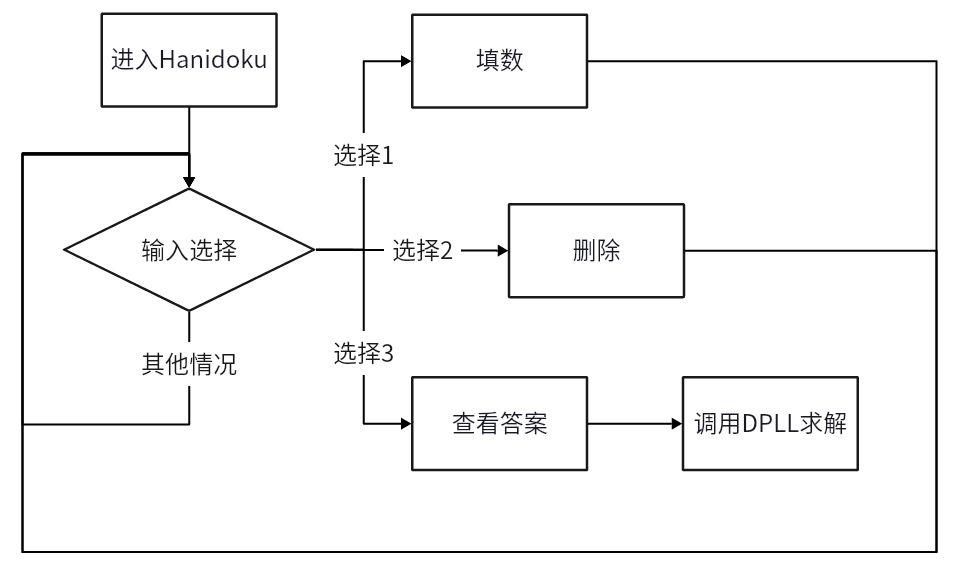 进入Hanidoku
填数
选择1
输入选择
选择2
删除
选择3
其他情况
查看答案
调用DPLL求解